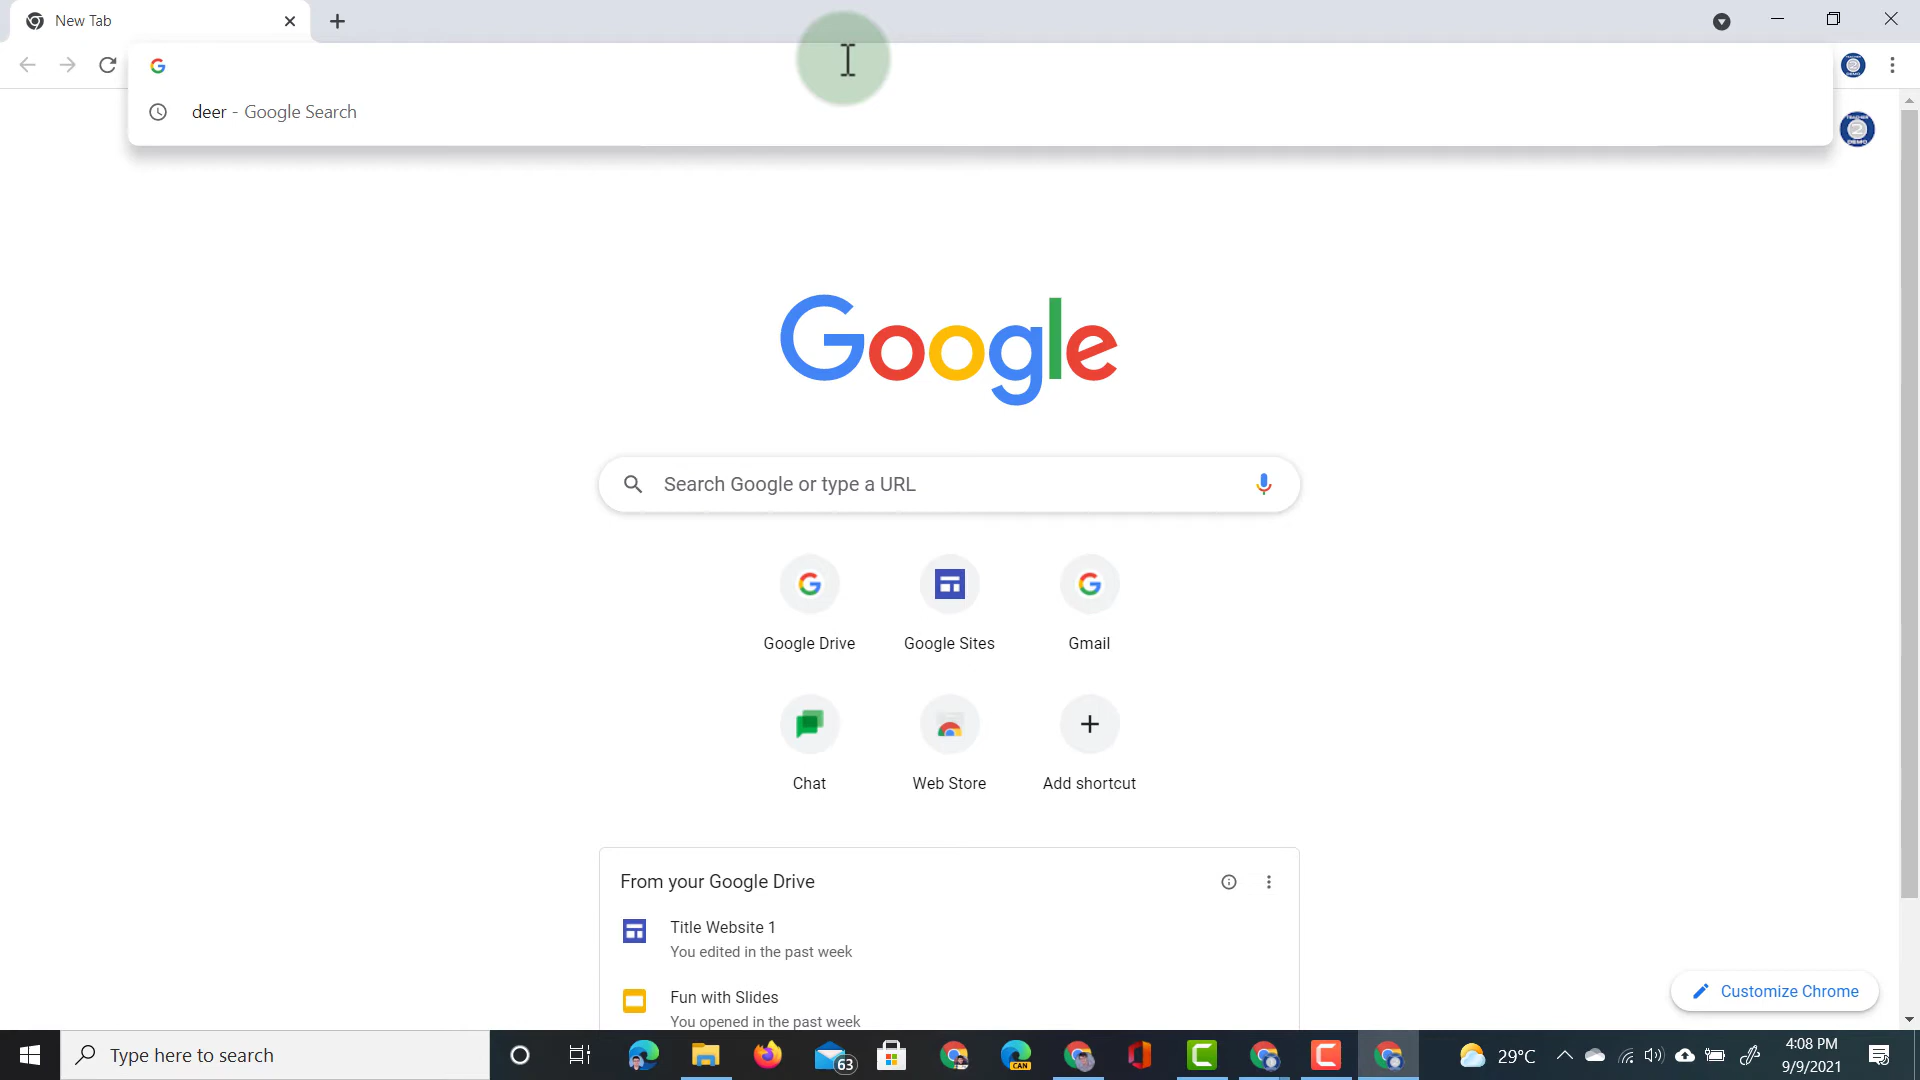 New Tab
deer - Google Search
Google
Search Google or type a URL
Google Drive
Google Sites
Gmail
Chat
Web Store
Add shortcut
From your Google Drive
Title Website 1
You edited in the past week
Fun with Slides
You opened in the past week
Customize Chrome
Type here to search
63
CAN
29°C
4:08 PM
9/9/2021